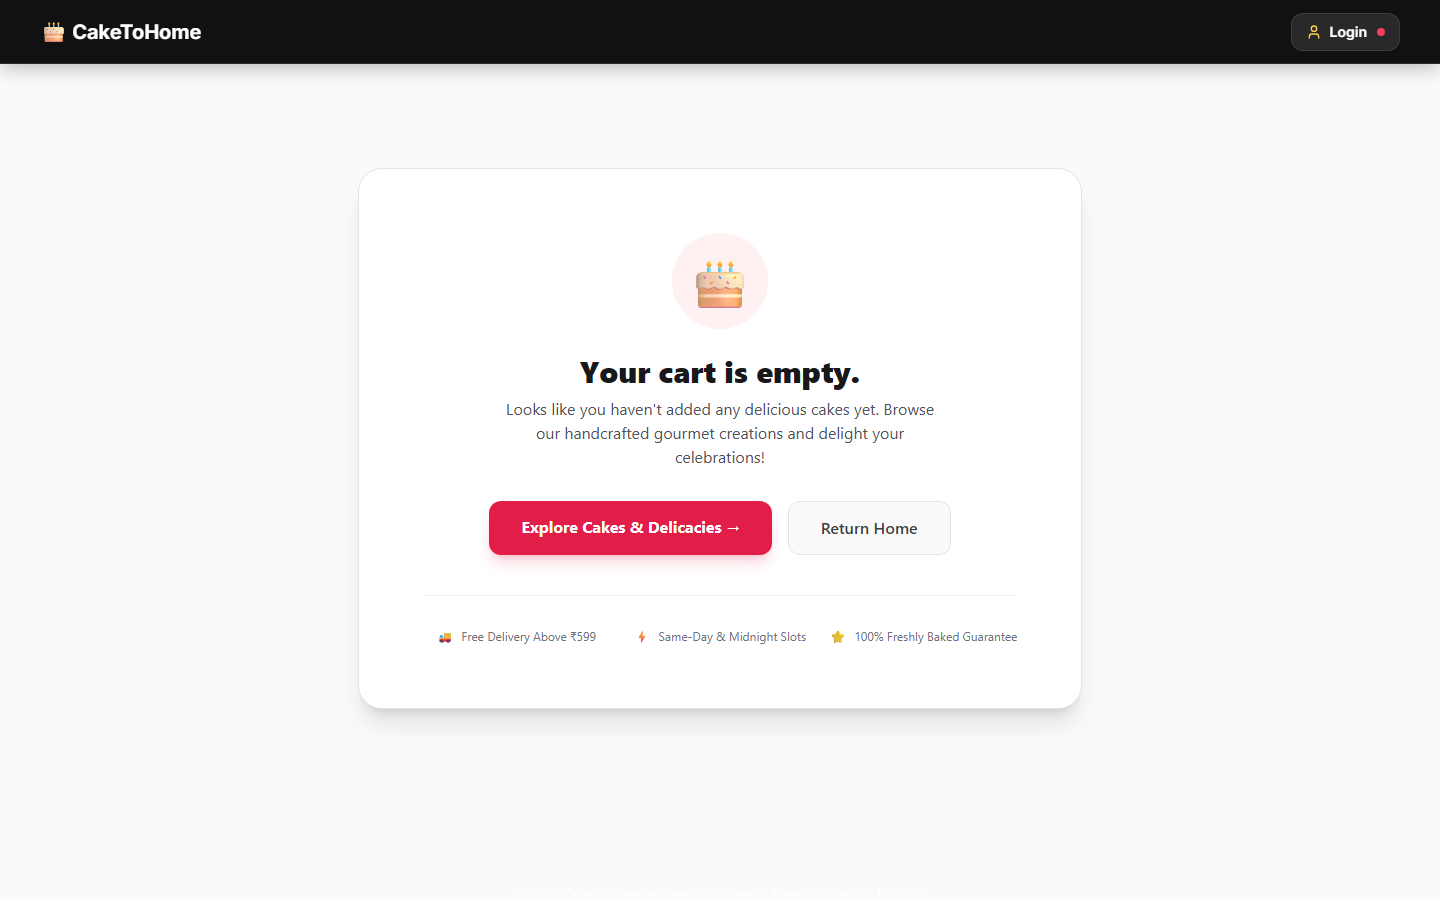 CakeToHome
Login
Your cart is empty.
Looks like you haven't added any delicious cakes yet. Browse
our handcrafted gourmet creations and delight your
celebrations!
Explore Cakes & Delicacies →
Return Home
Free Delivery Above ₹599
Same-Day & Midnight Slots
100% Freshly Baked Guarantee